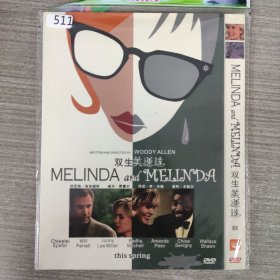 511
WRITTEN AND DIRECTED BY WOODY ALLEN
双生美莲达
MELINDA and MELINDA
Chiwetel Ejiofor
Will Ferrell
Jonny Lee Miller
Radha Mitchell
Amanda Peet
Chloë Sevigny
Wallace Shawn
this spring
DVD
MELINDA and MELINDA
双生美莲达
DVD